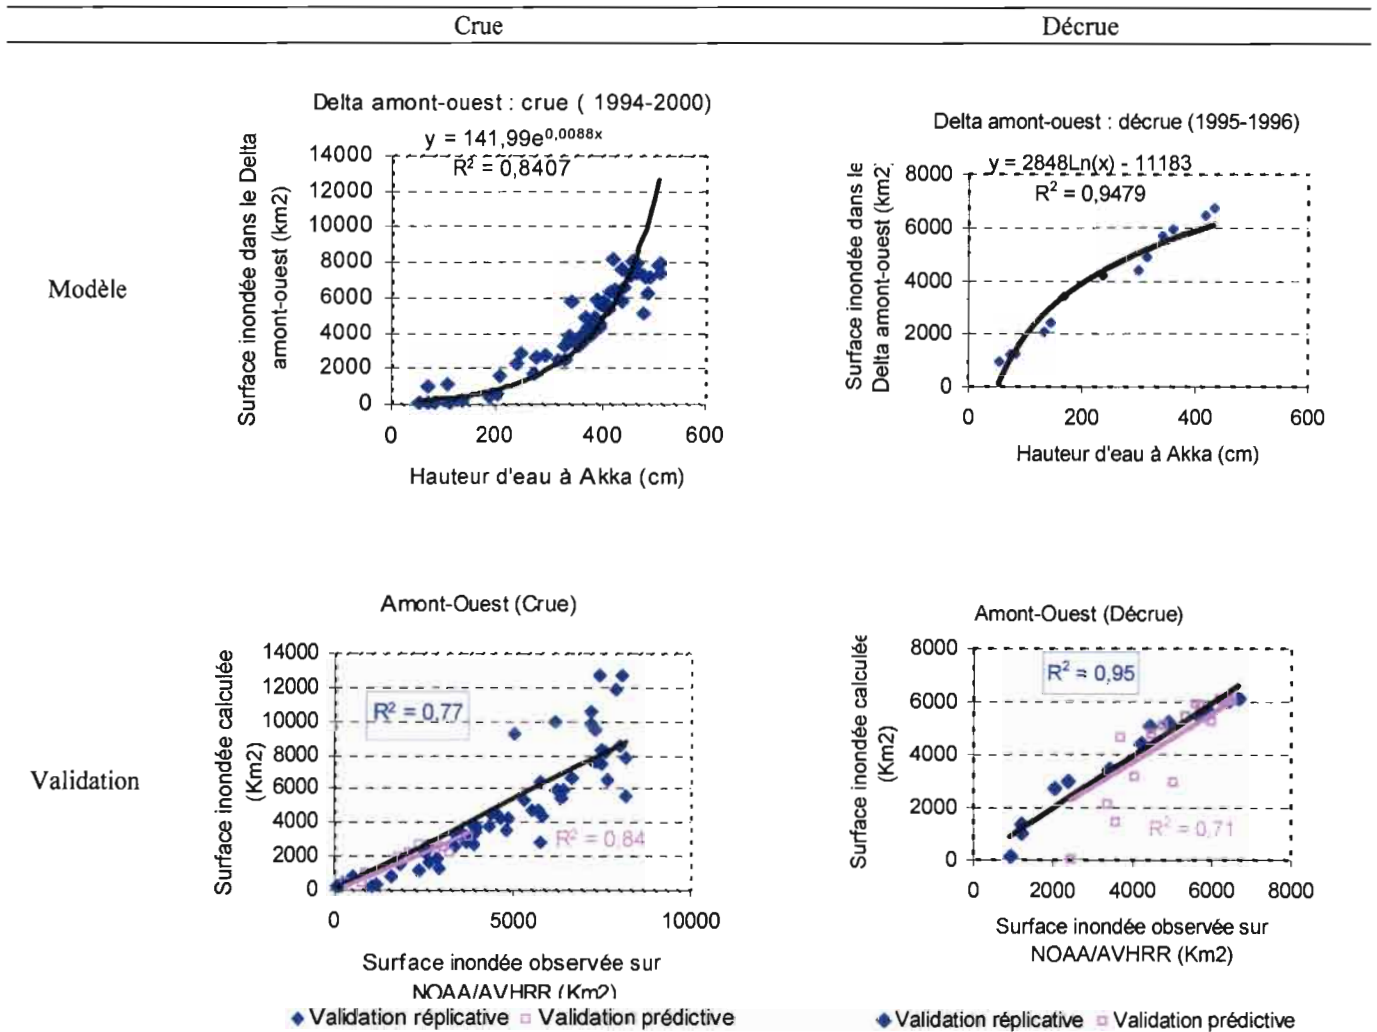 Crue Décrue
Modèle
Delta amont-ouest : crue ( 1994-2000)
y = 141,99e^0,0088x
R² = 0,8407
Surface inondée dans le Delta
amont-ouest (km2)
14000
12000
10000
8000
6000
4000
2000
0
0 200 400 600
Hauteur d'eau à Akka (cm)
Delta amont-ouest : décrue (1995-1996)
y = 2848Ln(x) - 11183
R² = 0,9479
Surface inondée dans le
Delta amont-ouest (km2)
8000
6000
4000
2000
0
0 200 400 600
Hauteur d'eau à Akka (cm)
Validation
Amont-Ouest (Crue)
R² = 0,77
R² = 0,84
Surface inondée calculée
(Km2)
14000
12000
10000
8000
6000
4000
2000
0
0 5000 10000
Surface inondée observée sur
NOAA/AVHRR (Km2)
Validation réplicative Validation prédictive
Amont-Ouest (Décrue)
R² = 0,95
R² = 0,71
Surface inondée calculée
(Km2)
8000
6000
4000
2000
0
0 2000 4000 6000 8000
Surface inondée observée sur
NOAA/AVHRR (Km2)
Validation réplicative Validation prédictive